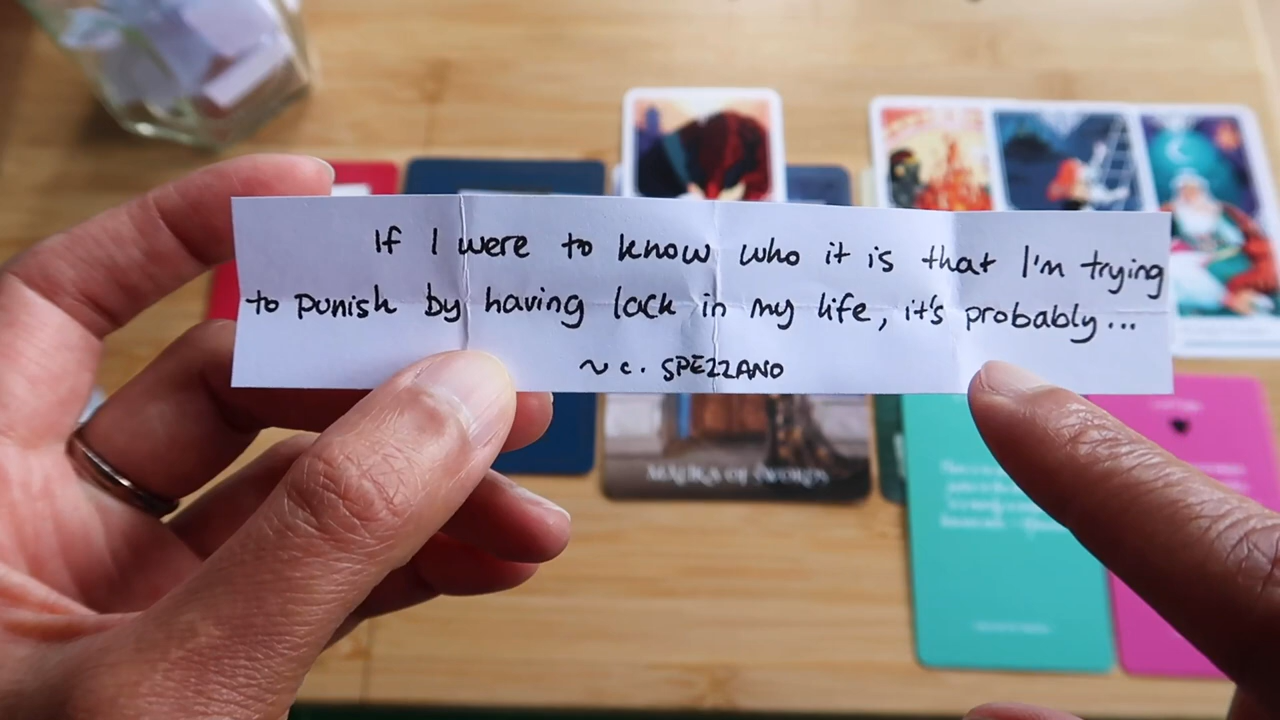 If I were to know who it is that I'm trying
to punish by having lack in my life, it's probably...
~ C. SPEZZANO
OF SWORDS